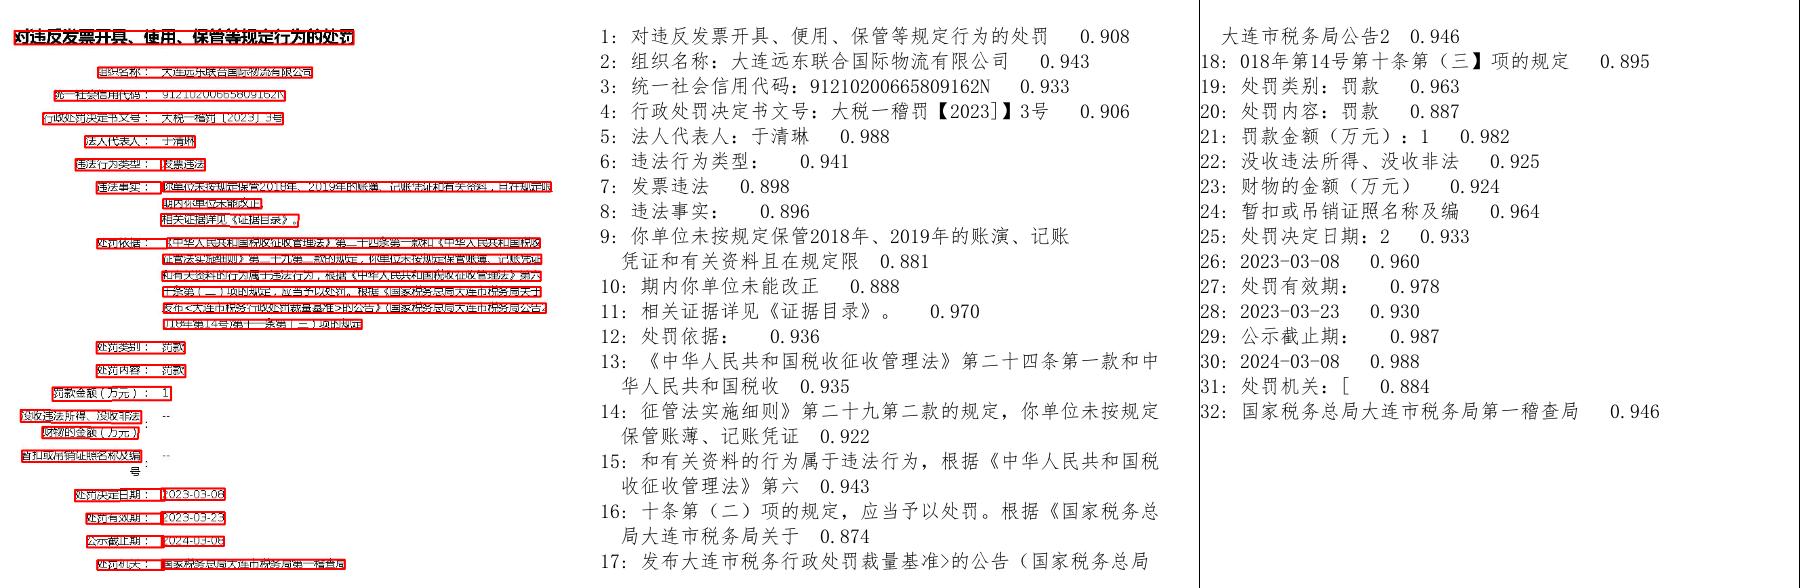 对违反发票开具、使用、保管等规定行为的处罚
组织名称： 大连远东联合国际物流有限公司
统一社会信用代码： 91210200665809162N
行政处罚决定书文号： 大税一稽罚〔2023〕3号
法人代表人： 于清琳
违法行为类型： 发票违法
违法事实： 你单位未按规定保管2018年、2019年的账簿、记账凭证和有关资料，且在规定限
期内你单位未能改正。
相关证据详见《证据目录》。
处罚依据： 《中华人民共和国税收征收管理法》第二十四条第一款和《中华人民共和国税收
征管法实施细则》第二十九第二款的规定，你单位未按规定保管账簿、记账凭证
和有关资料的行为属于违法行为，根据《中华人民共和国税收征收管理法》第六
十条第（二）项的规定，应当予以处罚。根据《国家税务总局大连市税务局关于
发布<大连市税务行政处罚裁量基准>的公告》(国家税务总局大连市税务局公告2
018年第14号)第十一条第（三）项的规定
处罚类别： 罚款
处罚内容： 罚款
罚款金额（万元）： 1
没收违法所得、没收非法
财物的金额（万元） ： --
暂扣或吊销证照名称及编
号 ： --
处罚决定日期： 2023-03-08
处罚有效期： 2023-03-23
公示截止期： 2024-03-08
处罚机关： 国家税务总局大连市税务局第一稽查局
1: 对违反发票开具、便用、保管等规定行为的处罚 0.908
2: 组织名称：大连远东联合国际物流有限公司 0.943
3: 统一社会信用代码：91210200665809162N 0.933
4: 行政处罚决定书文号：大税一稽罚【2023]】3号 0.906
5: 法人代表人：于清琳 0.988
6: 违法行为类型： 0.941
7: 发票违法 0.898
8: 违法事实： 0.896
9: 你单位未按规定保管2018年、2019年的账演、记账
凭证和有关资料且在规定限 0.881
10: 期内你单位未能改正 0.888
11: 相关证据详见《证据目录》。 0.970
12: 处罚依据： 0.936
13: 《中华人民共和国税收征收管理法》第二十四条第一款和中
华人民共和国税收 0.935
14: 征管法实施细则》第二十九第二款的规定，你单位未按规定
保管账薄、记账凭证 0.922
15: 和有关资料的行为属于违法行为，根据《中华人民共和国税
收征收管理法》第六 0.943
16: 十条第（二）项的规定，应当予以处罚。根据《国家税务总
局大连市税务局关于 0.874
17: 发布大连市税务行政处罚裁量基准>的公告（国家税务总局
大连市税务局公告2 0.946
18: 018年第14号第十条第（三】项的规定 0.895
19: 处罚类别：罚款 0.963
20: 处罚内容：罚款 0.887
21: 罚款金额（万元）：1 0.982
22: 没收违法所得、没收非法 0.925
23: 财物的金额（万元） 0.924
24: 暂扣或吊销证照名称及编 0.964
25: 处罚决定日期：2 0.933
26: 2023-03-08 0.960
27: 处罚有效期： 0.978
28: 2023-03-23 0.930
29: 公示截止期： 0.987
30: 2024-03-08 0.988
31: 处罚机关：[ 0.884
32: 国家税务总局大连市税务局第一稽查局 0.946